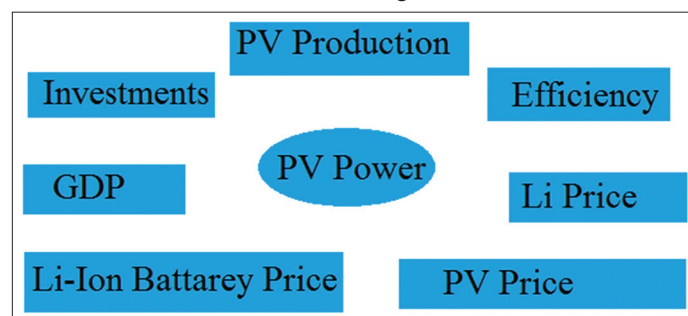 PV Production
Investments
Efficiency
PV Power
GDP
Li Price
Li-Ion Battarey Price
PV Price